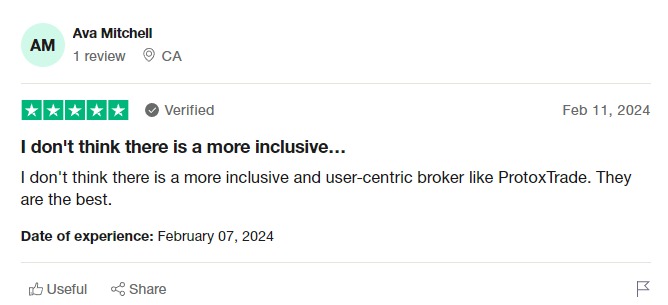 AM
Ava Mitchell
1 review CA
Verified
Feb 11, 2024
I don't think there is a more inclusive…
I don't think there is a more inclusive and user-centric broker like ProtoxTrade. They
are the best.
Date of experience: February 07, 2024
Useful Share